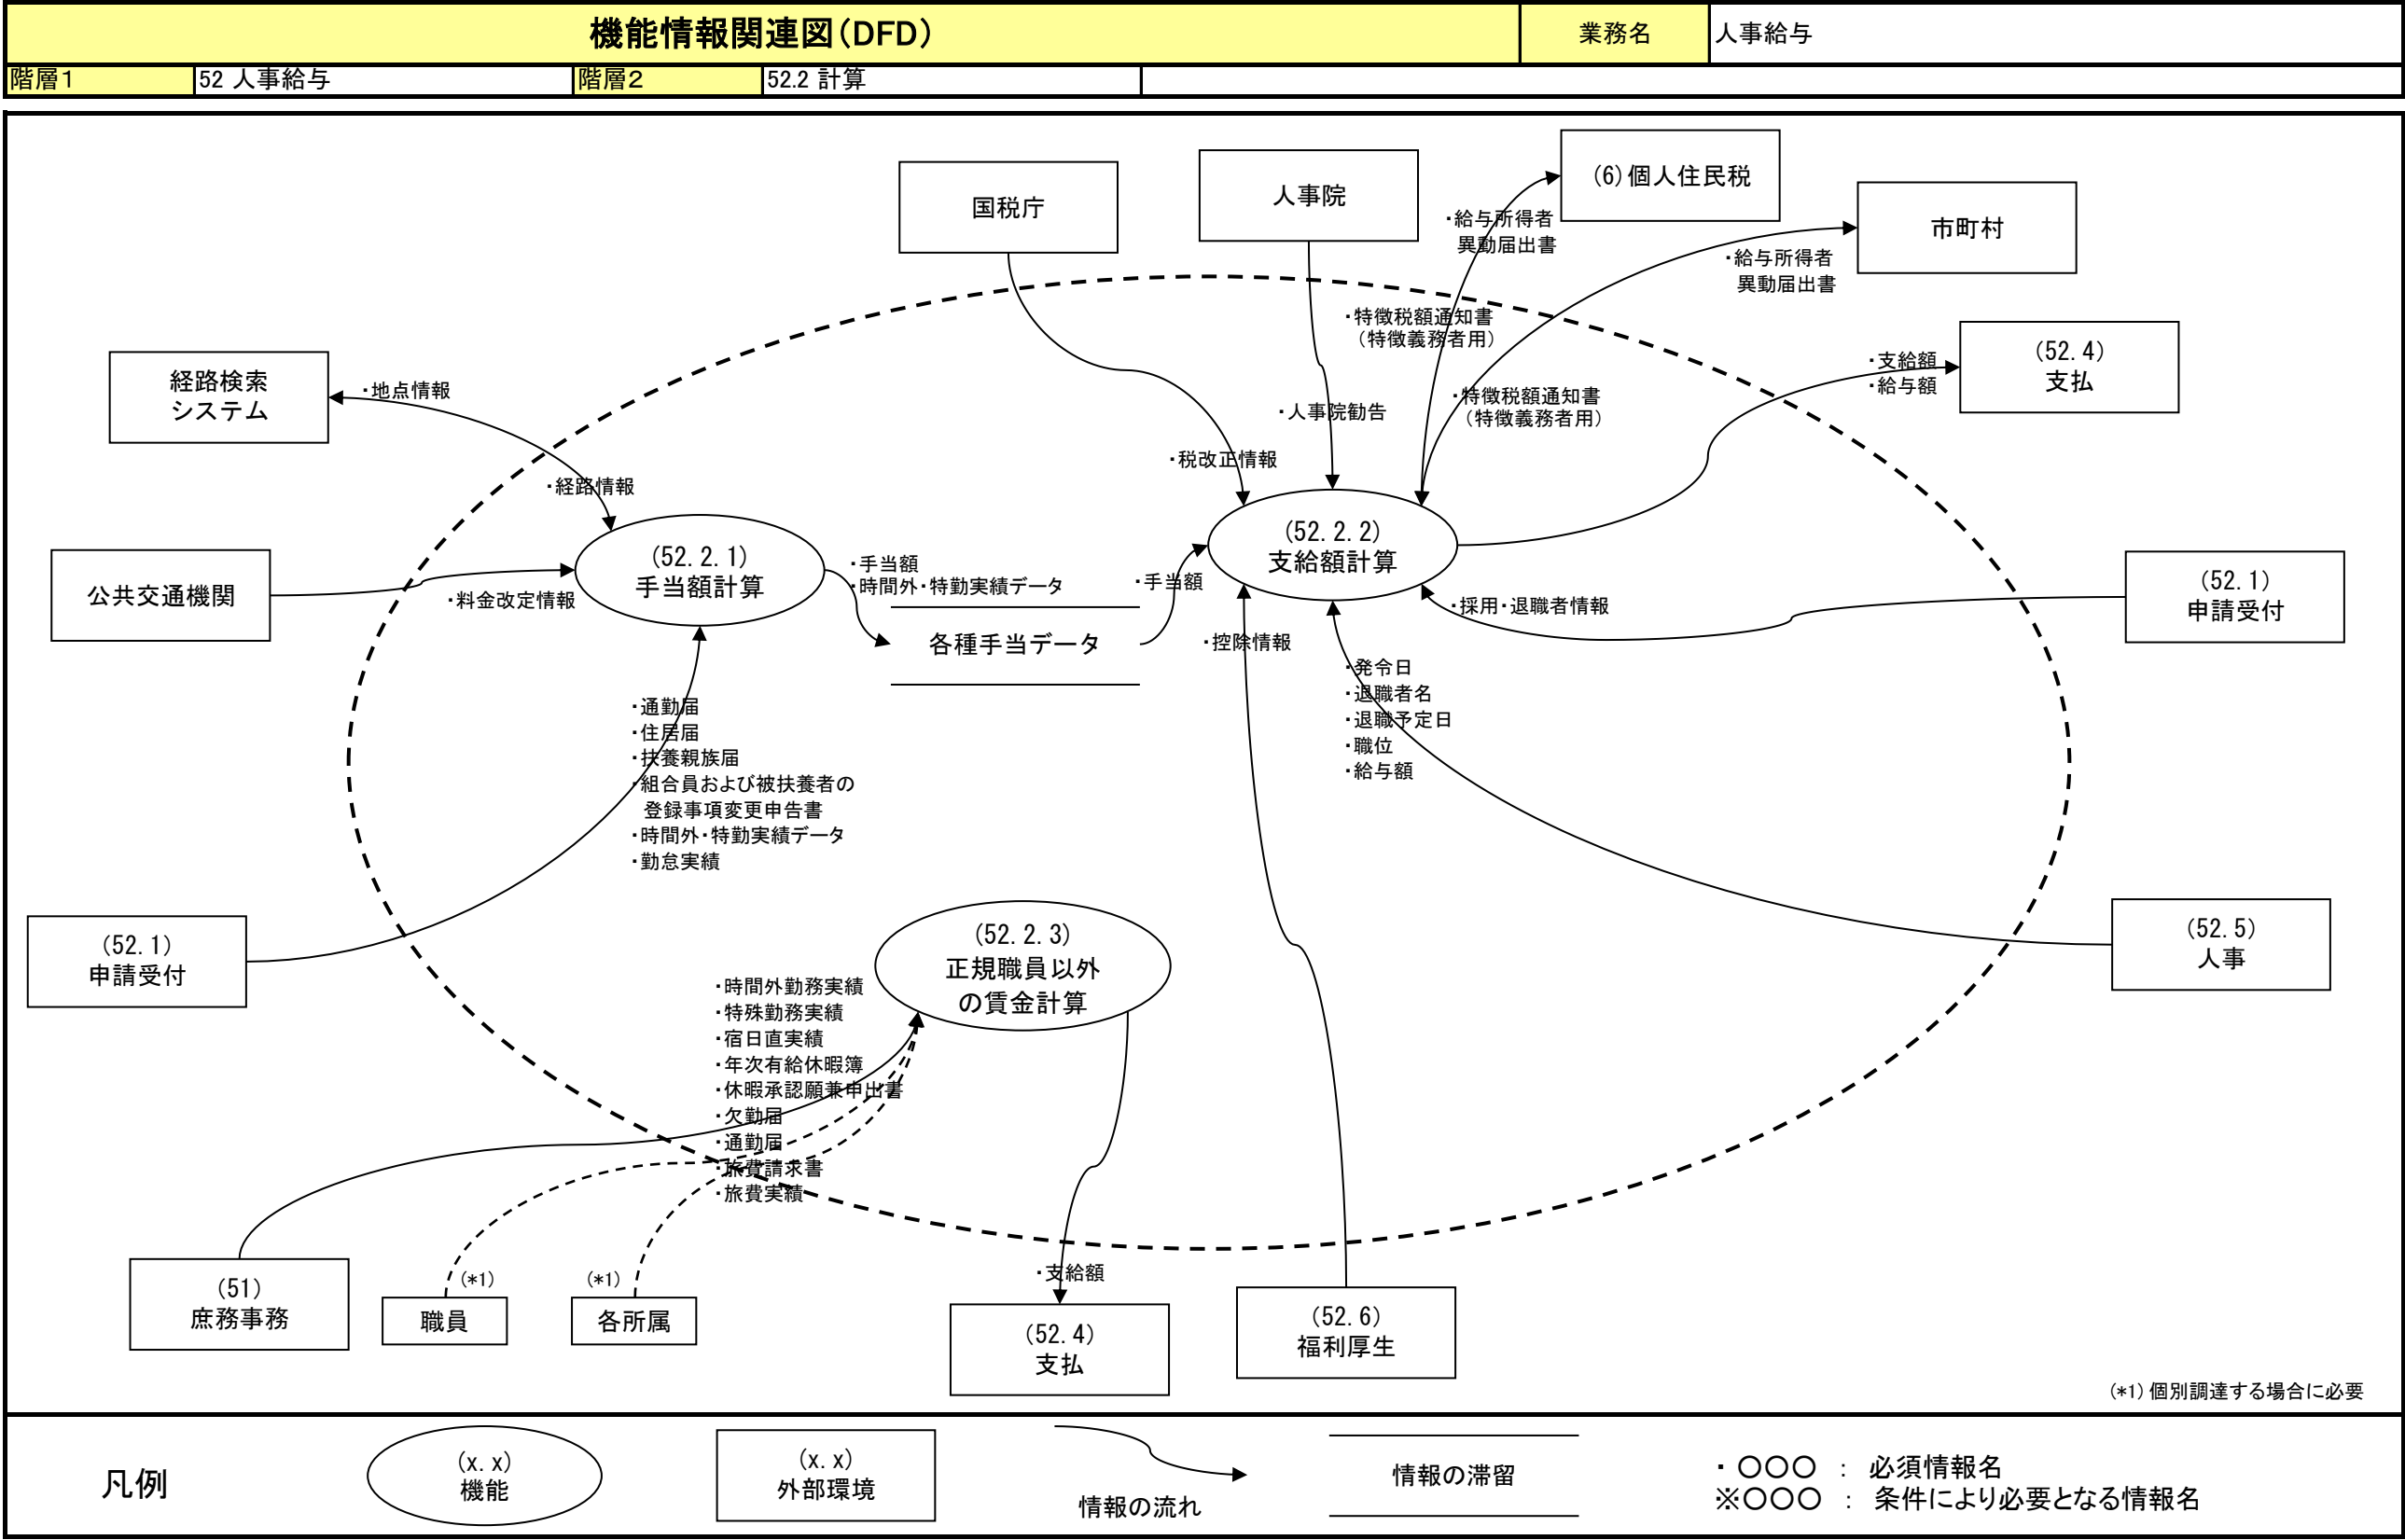 機能情報関連図(DFD)
業務名
人事給与
階層1
52 人事給与
階層2
52.2 計算
国税庁
人事院
(6)個人住民税
市町村
・給与所得者
異動届出書
・給与所得者
異動届出書
・特徴税額通知書
(特徴義務者用)
・特徴税額通知書
(特徴義務者用)
経路検索
システム
・地点情報
・経路情報
・人事院勧告
・税改正情報
・支給額
・給与額
(52.4)
支払
公共交通機関
・料金改定情報
(52.2.1)
手当額計算
・手当額
・時間外・特勤実績データ
各種手当データ
・手当額
(52.2.2)
支給額計算
・採用・退職者情報
(52.1)
申請受付
・控除情報
・発令日
・退職者名
・退職予定日
・職位
・給与額
・通勤届
・住居届
・扶養親族届
・組合員および被扶養者の
登録事項変更申告書
・時間外・特勤実績データ
・勤怠実績
(52.1)
申請受付
(52.2.3)
正規職員以外
の賃金計算
(52.5)
人事
・時間外勤務実績
・特殊勤務実績
・宿日直実績
・年次有給休暇簿
・休暇承認願兼申出書
・欠勤届
・通勤届
・旅費請求書
・旅費実績
(51)
庶務事務
(*1)
職員
(*1)
各所属
・支給額
(52.4)
支払
(52.6)
福利厚生
(*1)個別調達する場合に必要
凡例
(x.x)
機能
(x.x)
外部環境
情報の流れ
情報の滞留
・ 〇〇〇 : 必須情報名
※〇〇〇 : 条件により必要となる情報名